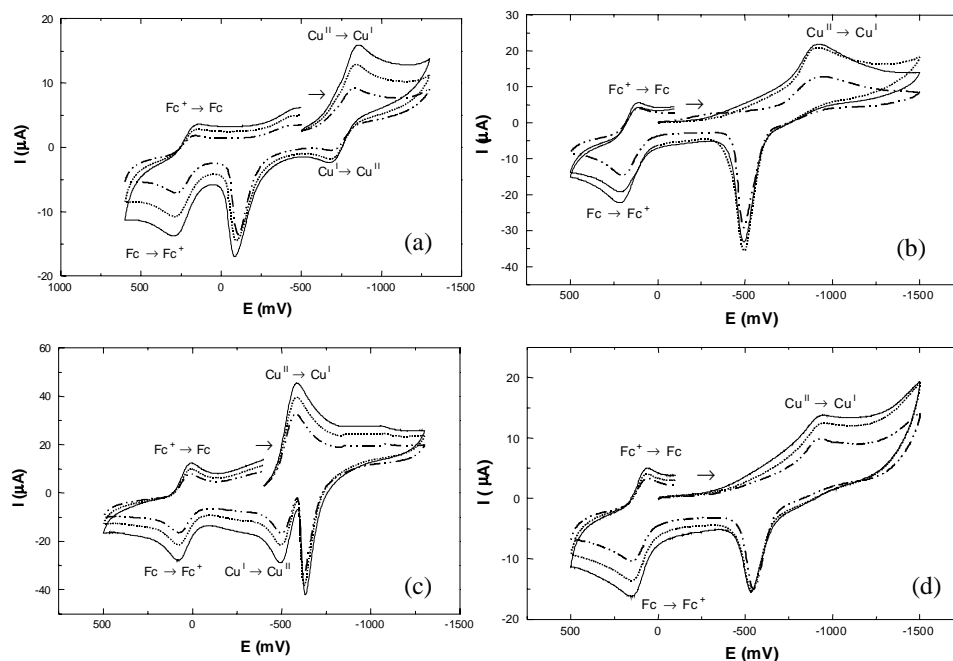 20
10
0
-10
-20
1000
500
0
-500
-1000
-1500
I (μA)
E (mV)
Cu^II → Cu^I
Fc^+ → Fc
→
Cu^I → Cu^II
Fc → Fc^+
(a)
30
20
10
0
-10
-20
-30
-40
500
0
-500
-1000
-1500
I (μA)
E (mV)
Cu^II → Cu^I
Fc^+ → Fc
→
Fc → Fc^+
(b)
60
40
20
0
-20
-40
500
0
-500
-1000
-1500
I (μA)
E (mV)
Cu^II → Cu^I
Fc^+ → Fc
→
Fc → Fc^+
Cu^I → Cu^II
(c)
20
10
0
-10
-20
500
0
-500
-1000
-1500
I (μA)
E (mV)
Cu^II → Cu^I
Fc^+ → Fc
→
Fc → Fc^+
(d)